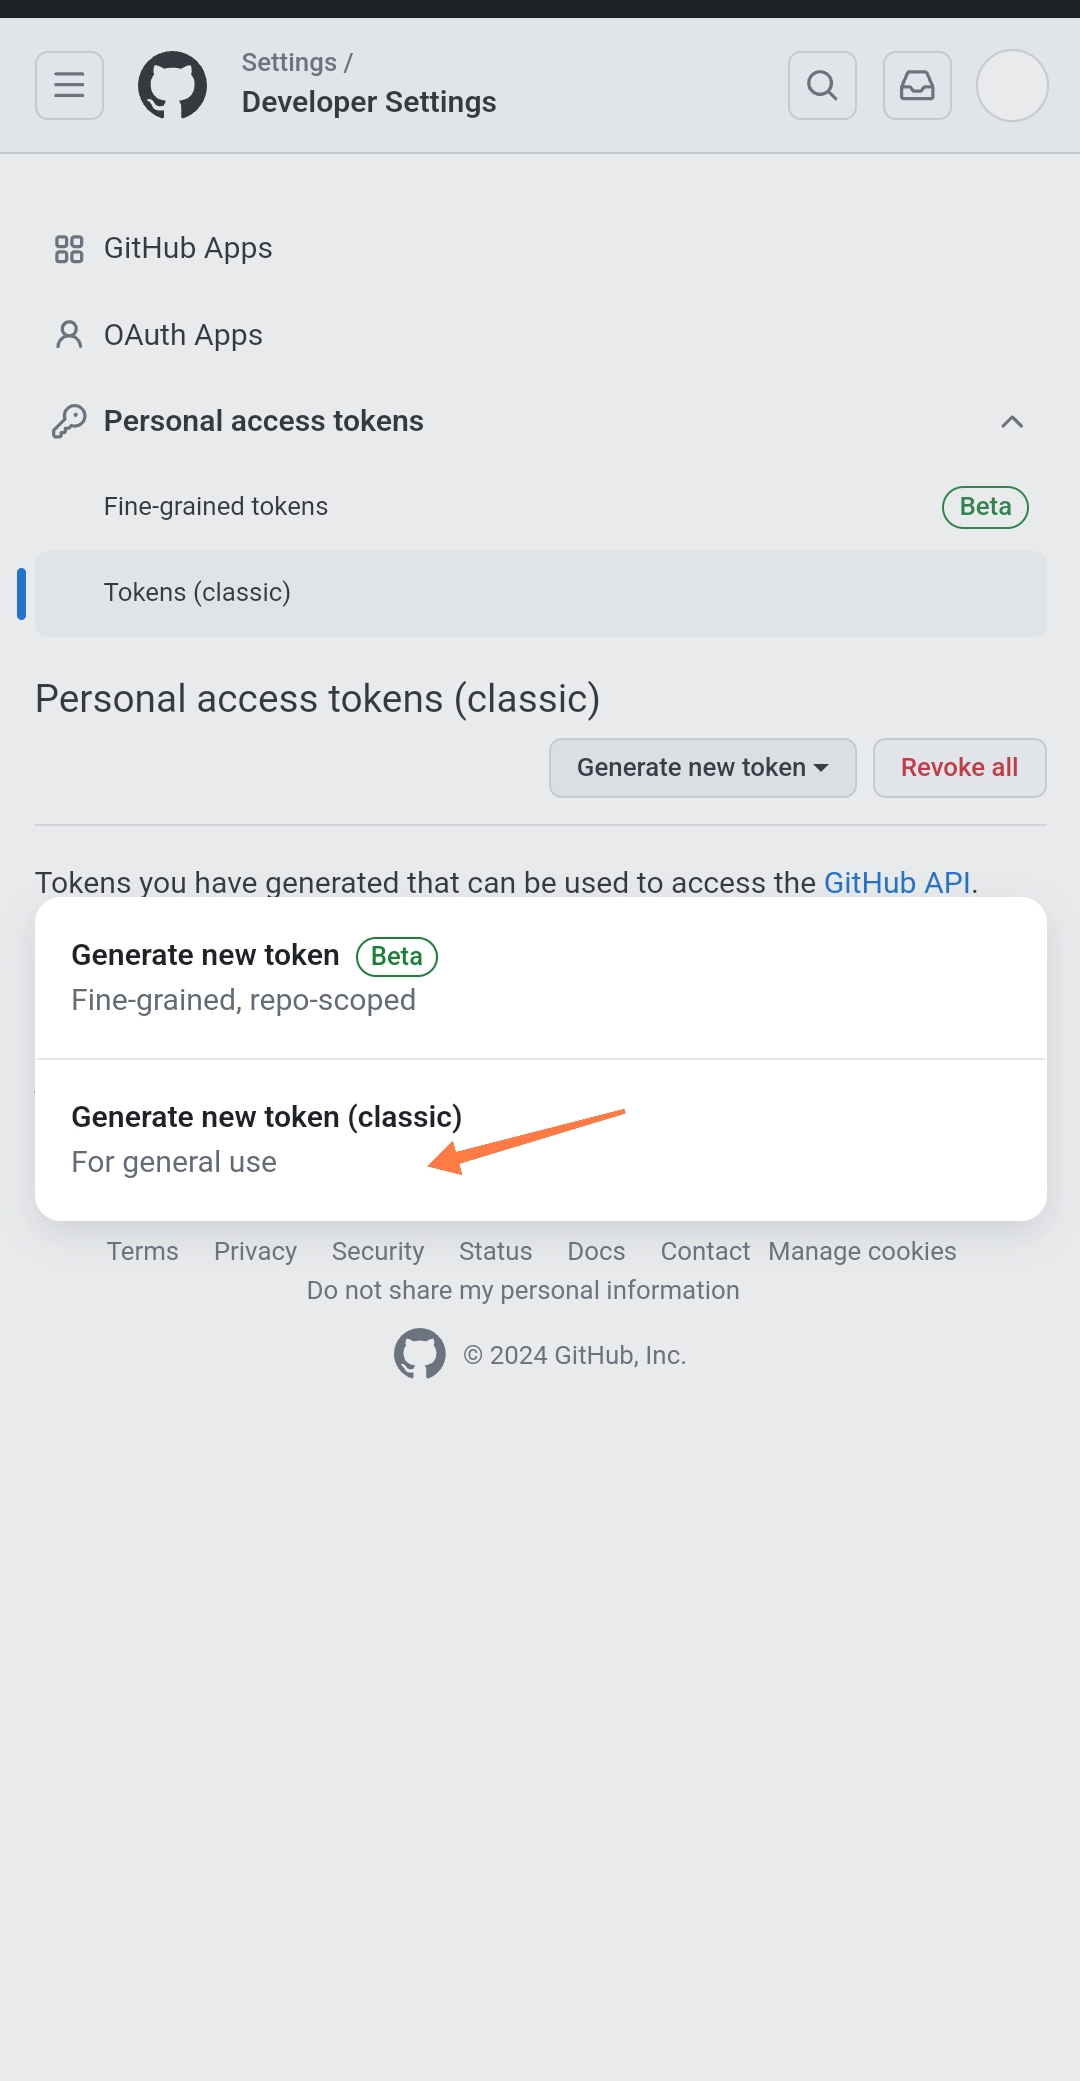 Settings /
Developer Settings
GitHub Apps
OAuth Apps
Personal access tokens
Fine-grained tokens Beta
Tokens (classic)
Personal access tokens (classic)
Generate new token Revoke all
Tokens you have generated that can be used to access the GitHub API.
Generate new token Beta
Fine-grained, repo-scoped
Generate new token (classic)
For general use
Terms Privacy Security Status Docs Contact Manage cookies
Do not share my personal information
© 2024 GitHub, Inc.